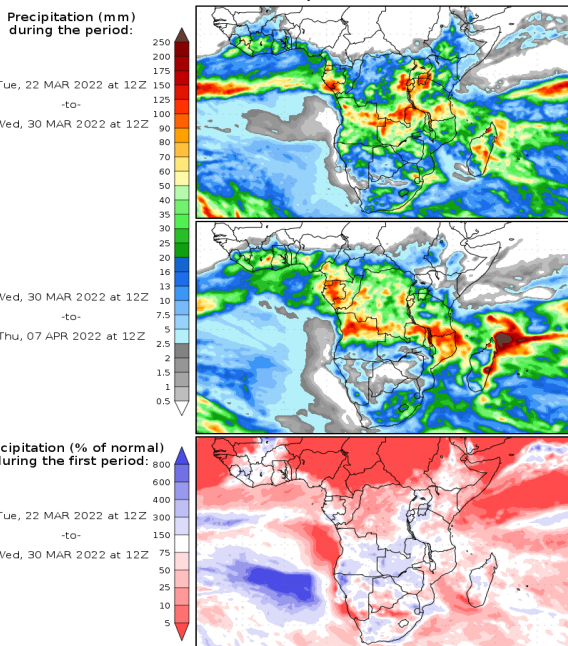 Precipitation (mm)
during the period:
250
200
175
150
125
100
90
80
70
60
50
40
35
30
25
20
16
13
10
7.5
5
2.5
2
1.5
1
0.5
ue, 22 MAR 2022 at 12Z
-to-
Wed, 30 MAR 2022 at 12Z
Wed, 30 MAR 2022 at 12Z
-to-
Thu, 07 APR 2022 at 12Z
cipitation (% of normal)
during the first period:
800
600
400
300
150
75
50
25
10
5
ue, 22 MAR 2022 at 12Z
-to-
Wed, 30 MAR 2022 at 12Z